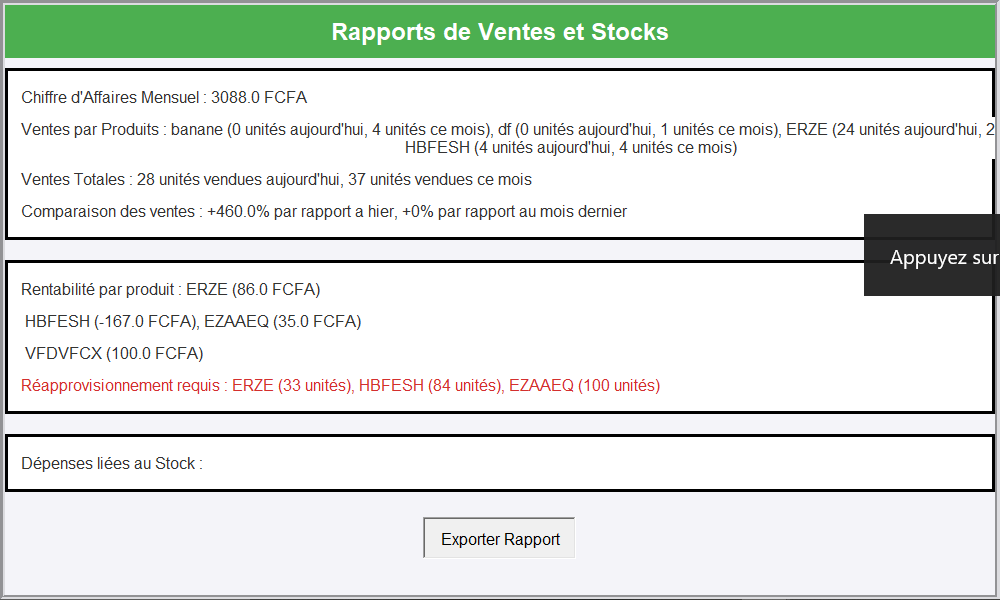 Rapports de Ventes et Stocks
Chiffre d'Affaires Mensuel : 3088.0 FCFA
Ventes par Produits : banane (0 unités aujourd'hui, 4 unités ce mois), df (0 unités aujourd'hui, 1 unités ce mois), ERZE (24 unités aujourd'hui, 2
HBFESH (4 unités aujourd'hui, 4 unités ce mois)
Ventes Totales : 28 unités vendues aujourd'hui, 37 unités vendues ce mois
Comparaison des ventes : +460.0% par rapport a hier, +0% par rapport au mois dernier
Appuyez sur
Rentabilité par produit : ERZE (86.0 FCFA)
HBFESH (-167.0 FCFA), EZAAEQ (35.0 FCFA)
VFDVFCX (100.0 FCFA)
Réapprovisionnement requis : ERZE (33 unités), HBFESH (84 unités), EZAAEQ (100 unités)
Dépenses liées au Stock :
Exporter Rapport